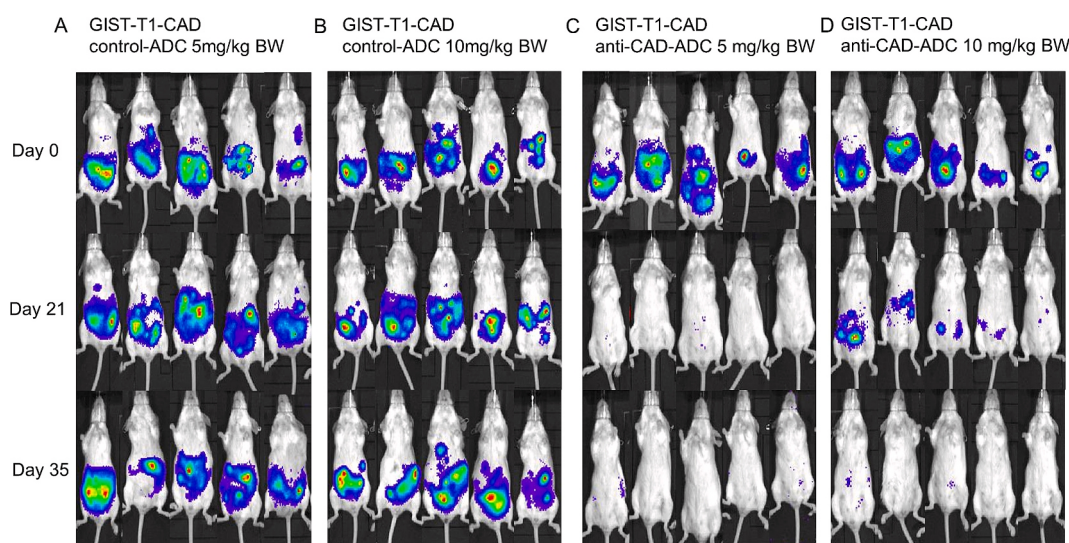 A GIST-T1-CAD
control-ADC 5mg/kg BW
B GIST-T1-CAD
control-ADC 10mg/kg BW
C GIST-T1-CAD
anti-CAD-ADC 5 mg/kg BW
D GIST-T1-CAD
anti-CAD-ADC 10 mg/kg BW
Day 0
Day 21
Day 35